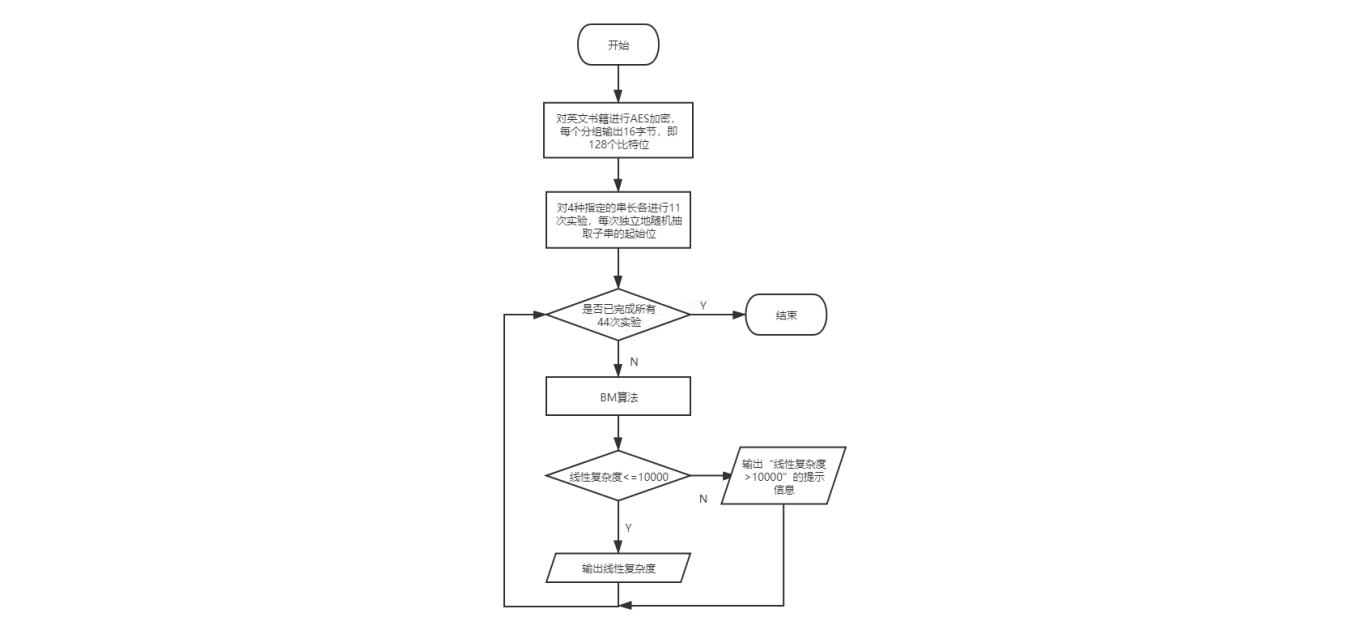 开始
对英文书籍进行AES加密，
每个分组输出16字节，即
128个比特位
对4种指定的串长各进行11
次实验，每次独立地随机抽
取子串的起始位
是否已完成所有
44次实验
Y
结束
N
BM算法
线性复杂度<=10000
N
输出“线性复杂度
>10000”的提示
信息
Y
输出线性复杂度